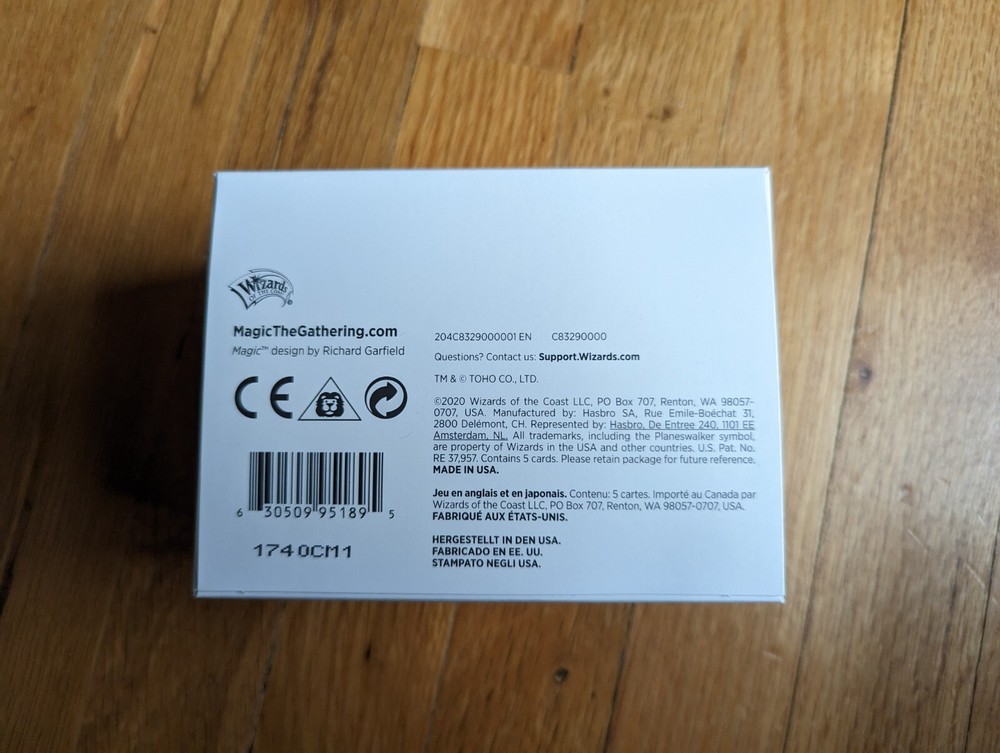 Wizards
OF THE COAST
MagicTheGathering.com
Magic™ design by Richard Garfield
CE
6 30509 95189 5
1740CM1
204C8329000001 EN C83290000
Questions? Contact us: Support.Wizards.com
TM & © TOHO CO., LTD.
©2020 Wizards of the Coast LLC, PO Box 707, Renton, WA 98057-
0707, USA. Manufactured by: Hasbro SA, Rue Emile-Boéchat 31,
2800 Delémont, CH. Represented by: Hasbro, De Entree 240, 1101 EE
Amsterdam, NL. All trademarks, including the Planeswalker symbol,
are property of Wizards in the USA and other countries. U.S. Pat. No.
RE 37,957. Contains 5 cards. Please retain package for future reference.
MADE IN USA.
Jeu en anglais et en japonais. Contenu: 5 cartes. Importé au Canada par
Wizards of the Coast LLC, PO Box 707, Renton, WA 98057-0707, USA.
FABRIQUÉ AUX ÉTATS-UNIS.
HERGESTELLT IN DEN USA.
FABRICADO EN EE. UU.
STAMPATO NEGLI USA.